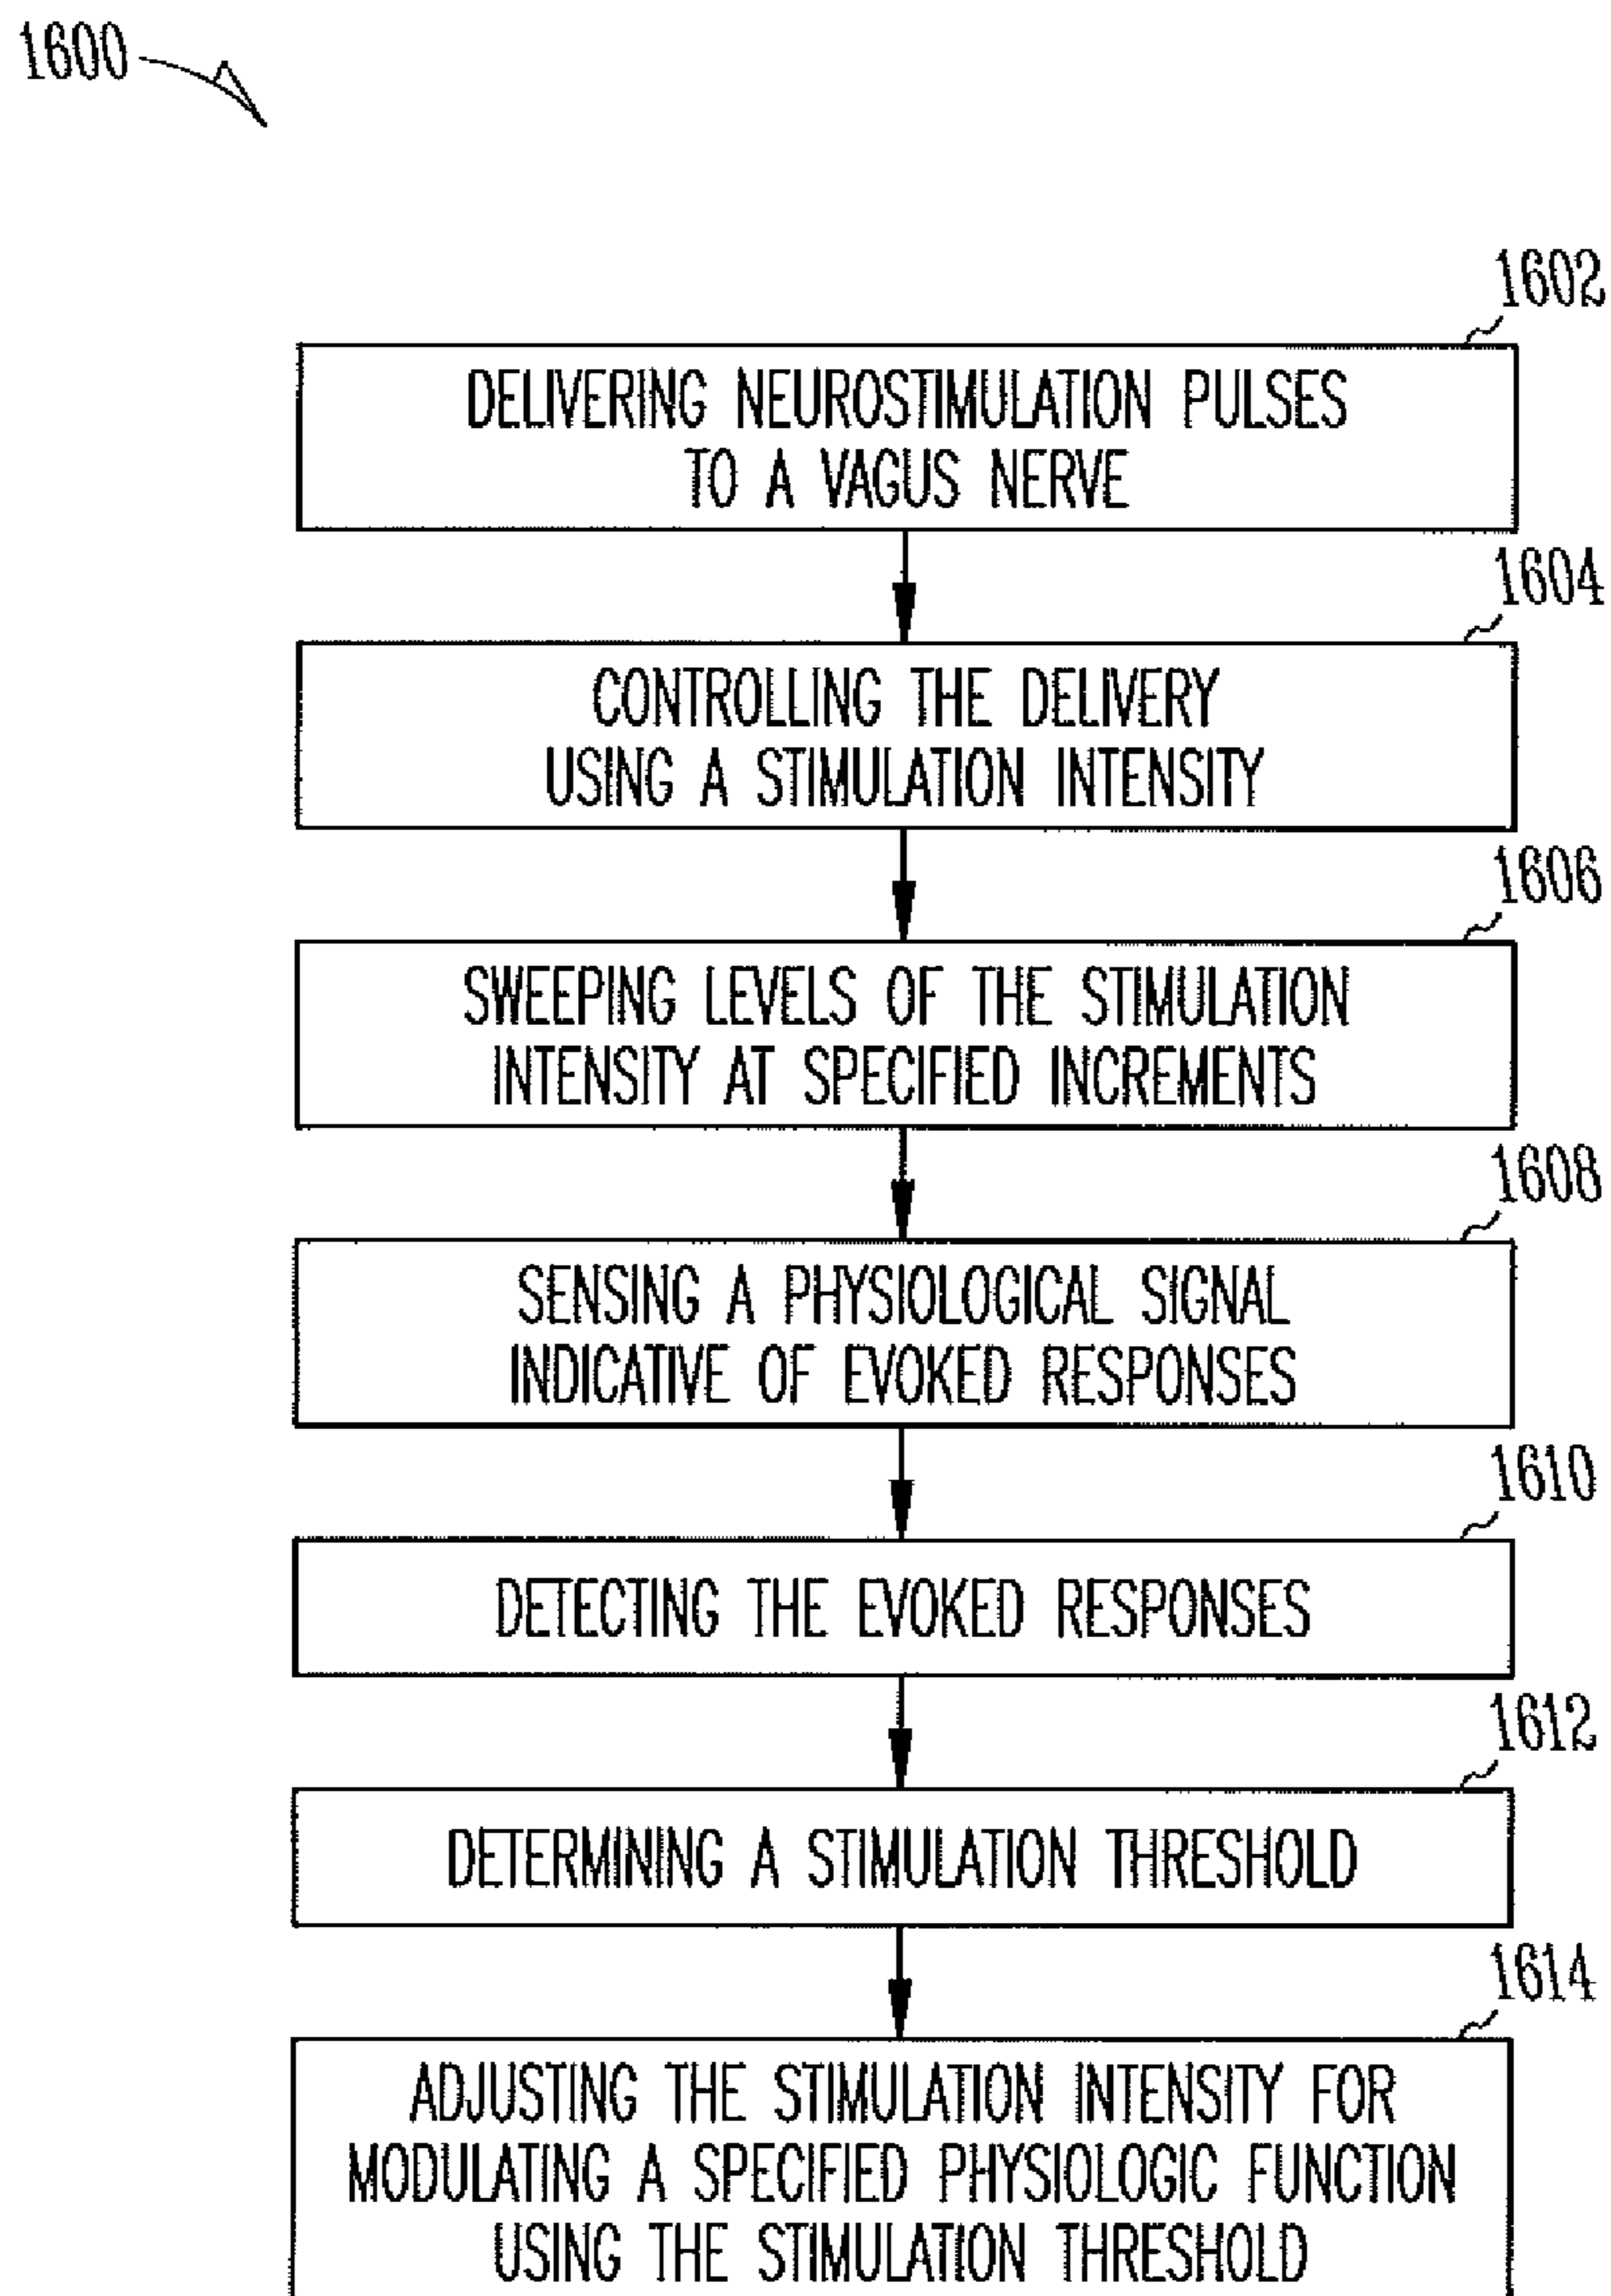 1600
1602
DELIVERING NEUROSTIMULATION PULSES
TO A VAGUS NERVE
1604
CONTROLLING THE DELIVERY
USING A STIMULATION INTENSITY
1606
SWEEPING LEVELS OF THE STIMULATION
INTENSITY AT SPECIFIED INCREMENTS
1608
SENSING A PHYSIOLOGICAL SIGNAL
INDICATIVE OF EVOKED RESPONSES
1610
DETECTING THE EVOKED RESPONSES
1612
DETERMINING A STIMULATION THRESHOLD
1614
ADJUSTING THE STIMULATION INTENSITY FOR
MODULATING A SPECIFIED PHYSIOLOGIC FUNCTION
USING THE STIMULATION THRESHOLD